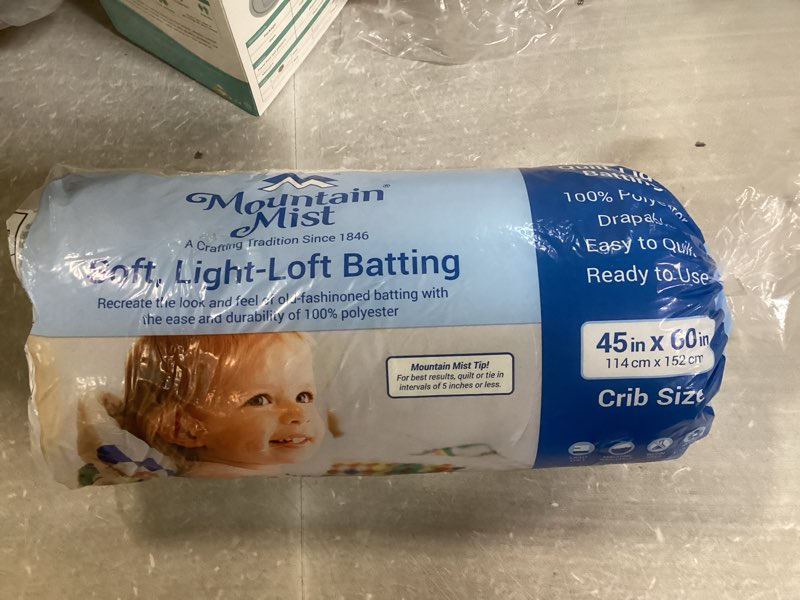 Mountain
Mist®
A Crafting Tradition Since 1846
Soft, Light-Loft Batting
Recreate the look and feel of old-fashioned batting with
the ease and durability of 100% polyester
Mountain Mist Tip!
For best results, quilt or tie in
intervals of 5 inches or less.
Batting
100%
Easy to Quilt
Ready to Use
45 in x 60 in
114 cm x 152 cm
Crib Size